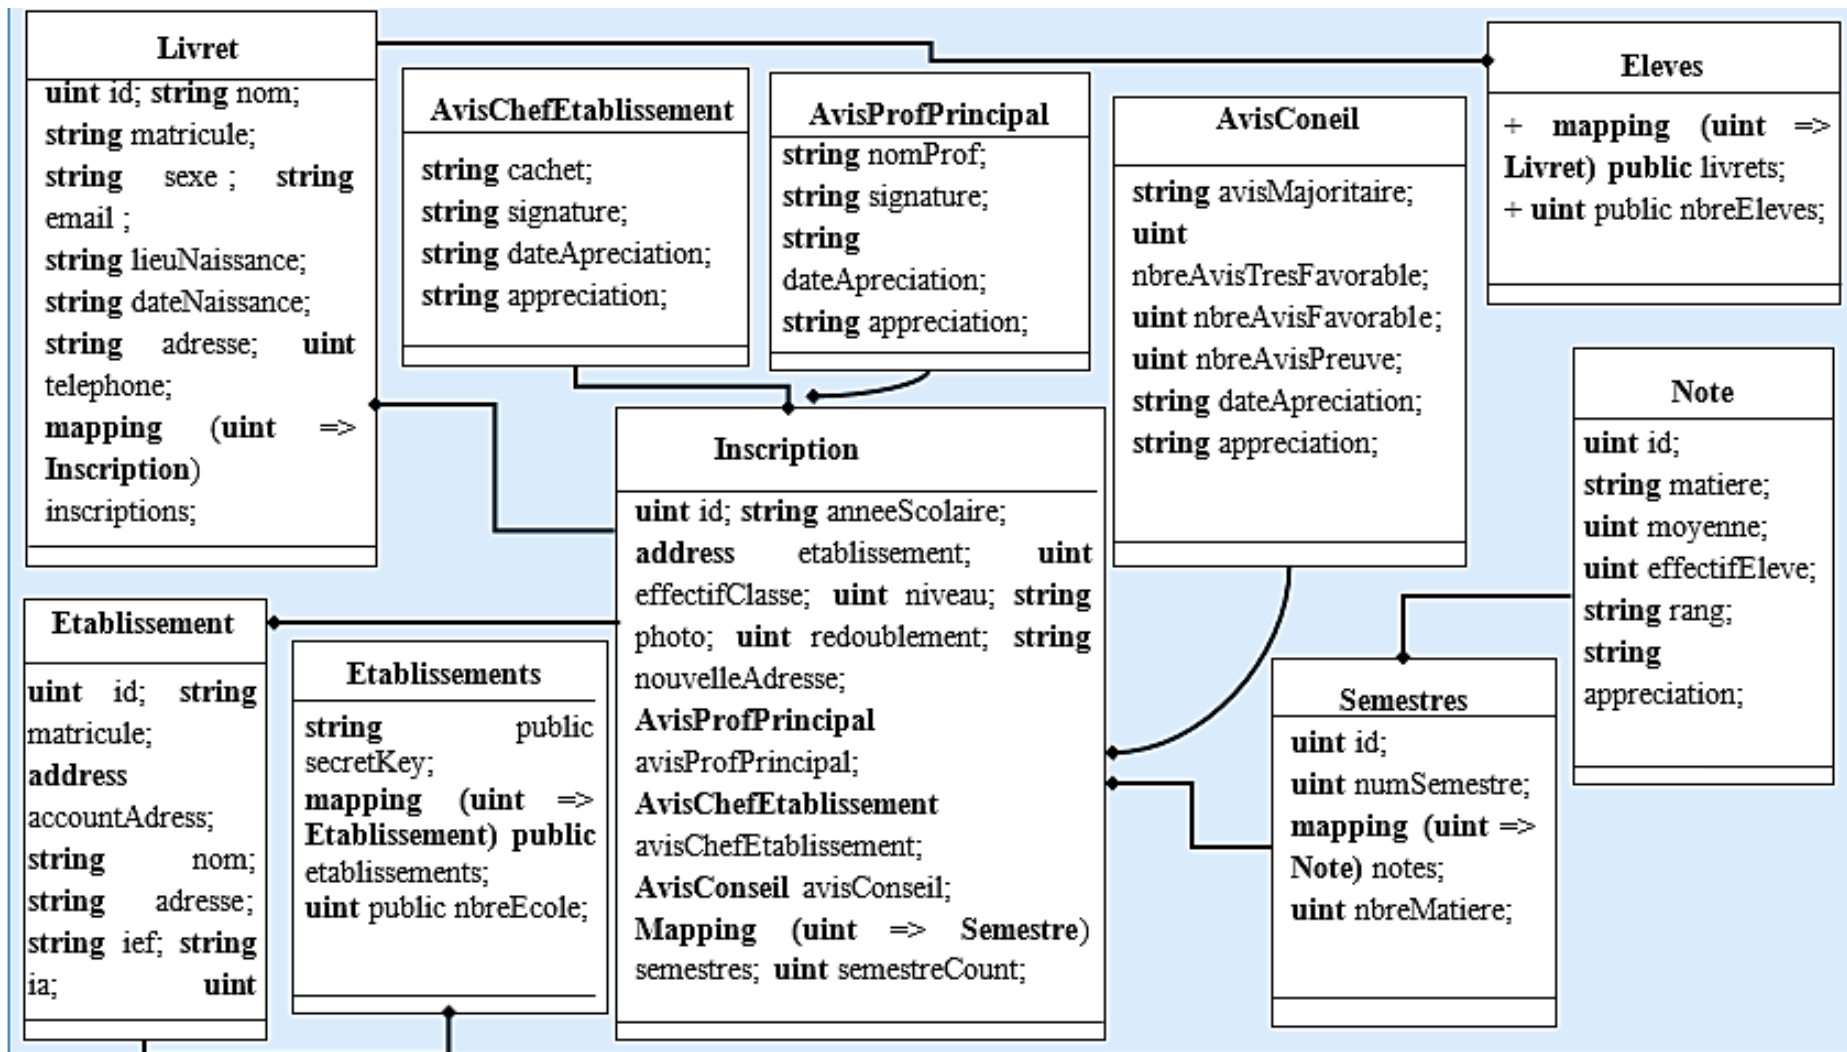 Livret
uint id; string nom;
string matricule;
string sexe ; string
email ;
string lieuNaissance;
string dateNaissance;
string adresse; uint
telephone;
mapping (uint =>
Inscription)
inscriptions;
AvisChefEtablissement
string cachet;
string signature;
string dateApreciation;
string appreciation;
AvisProfPrincipal
string nomProf;
string signature;
string
dateApreciation;
string appreciation;
AvisConeil
string avisMajoritaire;
uint
nbreAvisTresFavorable;
uint nbreAvisFavorable;
uint nbreAvisPreuve;
string dateApreciation;
string appreciation;
Eleves
+ mapping (uint =>
Livret) public livrets;
+ uint public nbreEleves;
Note
uint id;
string matiere;
uint moyenne;
uint effectifEleve;
string rang;
string
appreciation;
Inscription
uint id; string anneeScolaire;
address etablissement; uint
effectifClasse; uint niveau; string
photo; uint redoublement; string
nouvelleAdresse;
AvisProfPrincipal
avisProfPrincipal;
AvisChefEtablissement
avisChefEtablissement;
AvisConseil avisConseil;
Mapping (uint => Semestre)
semestres; uint semestreCount;
Etablissement
uint id; string
matricule;
address
accountAdress;
string nom;
string adresse;
string ief; string
ia; uint
Etablissements
string public
secretKey;
mapping (uint =>
Etablissement) public
etablissements;
uint public nbreEcole;
Semestres
uint id;
uint numSemestre;
mapping (uint =>
Note) notes;
uint nbreMatiere;